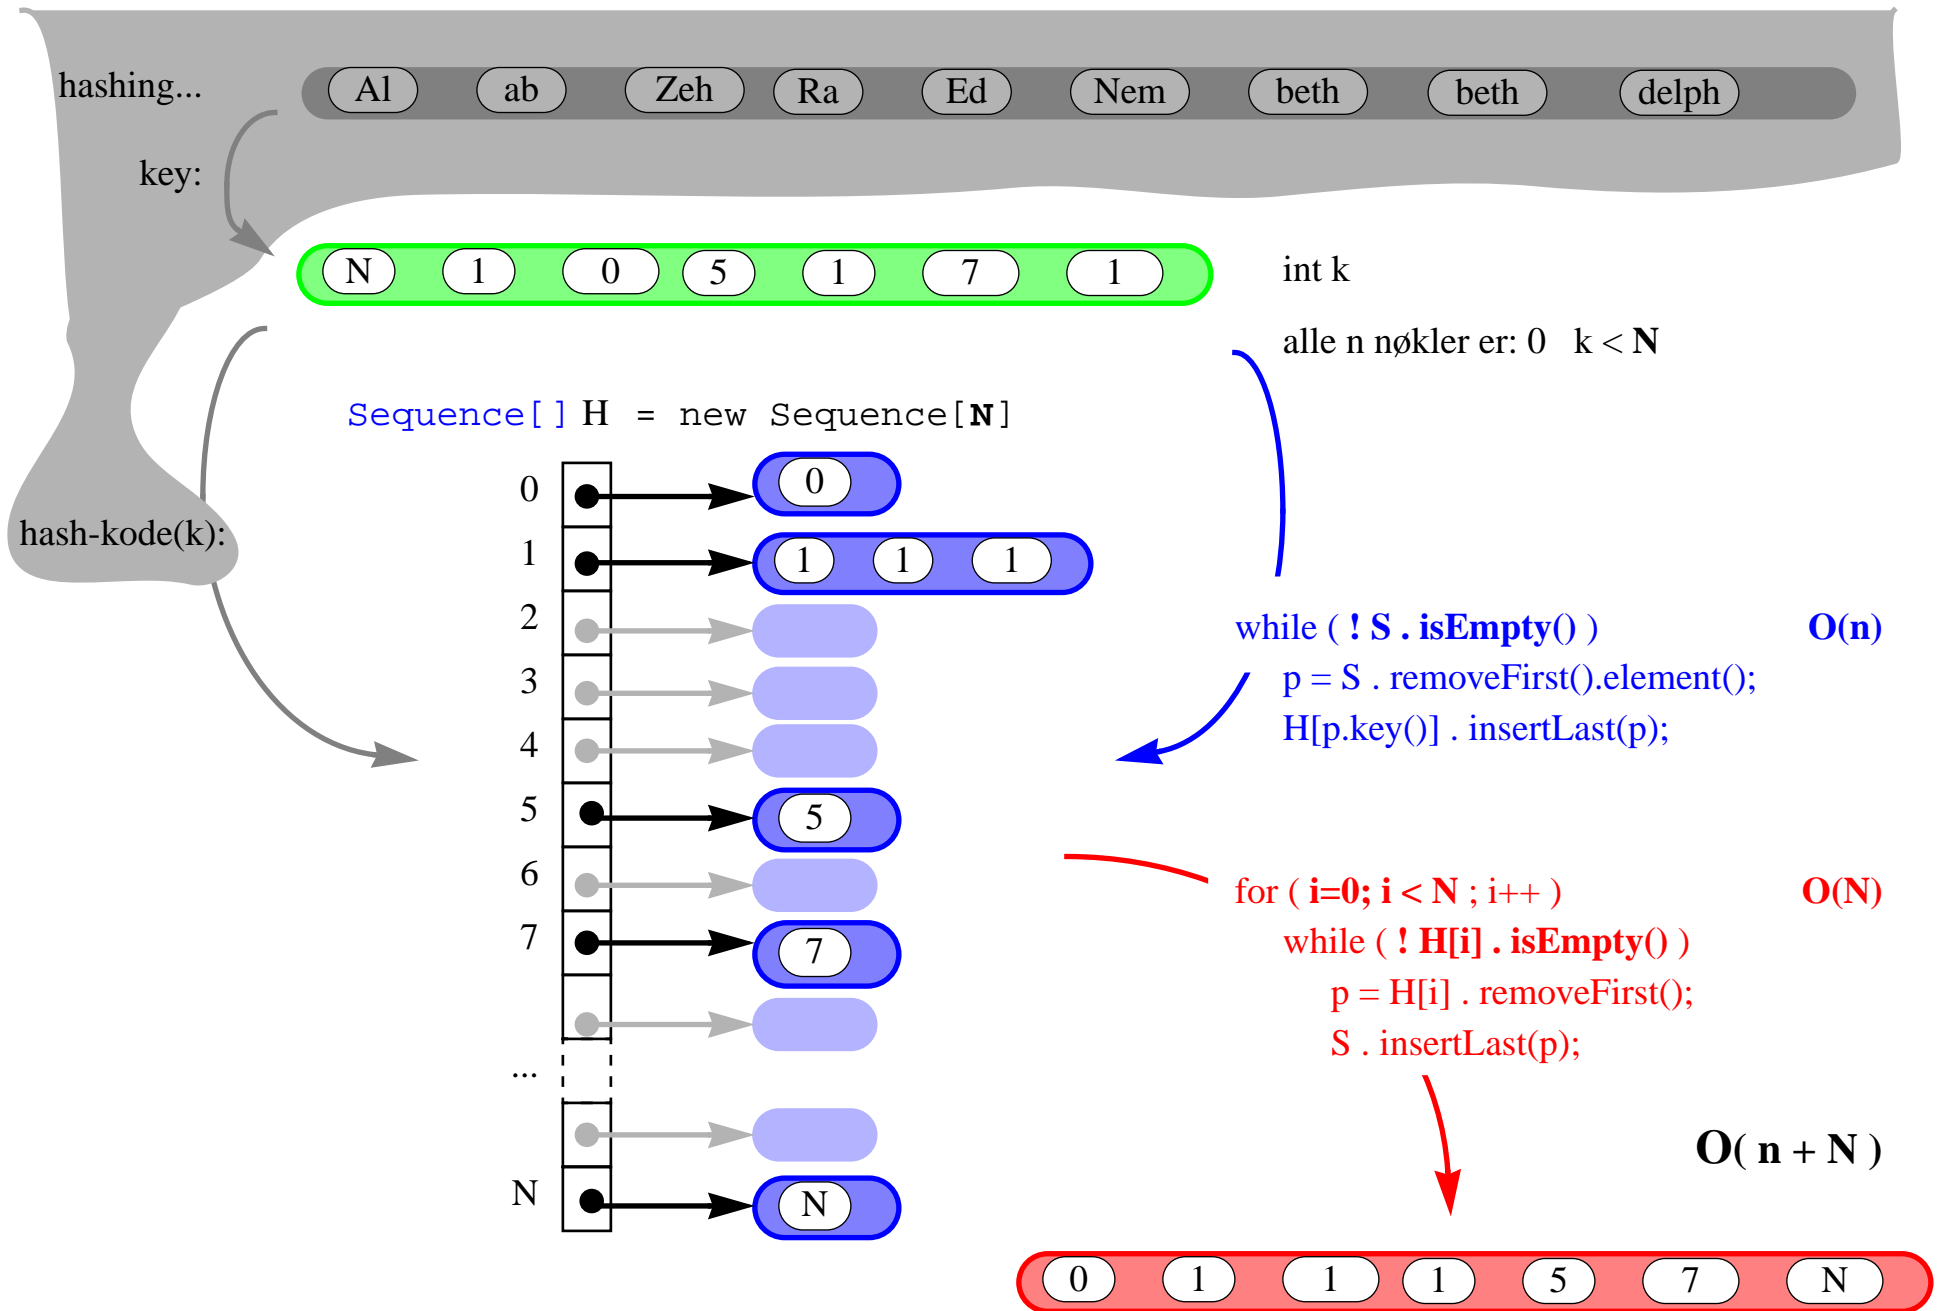 hashing... Al ab Zeh Ra Ed Nem beth beth delph
key:
N 1 0 5 1 7 1 int k
alle n nøkler er: 0 k < N
Sequence[] H = new Sequence[N]
0 0
hash-kode(k):
1 1 1 1
2
3
4
5 5
6
7 7
...
N N
while ( ! S . isEmpty() ) O(n)
p = S . removeFirst().element();
H[p.key()] . insertLast(p);
for ( i=0; i < N ; i++ ) O(N)
while ( ! H[i] . isEmpty() )
p = H[i] . removeFirst();
S . insertLast(p);
O( n + N )
0 1 1 1 5 7 N